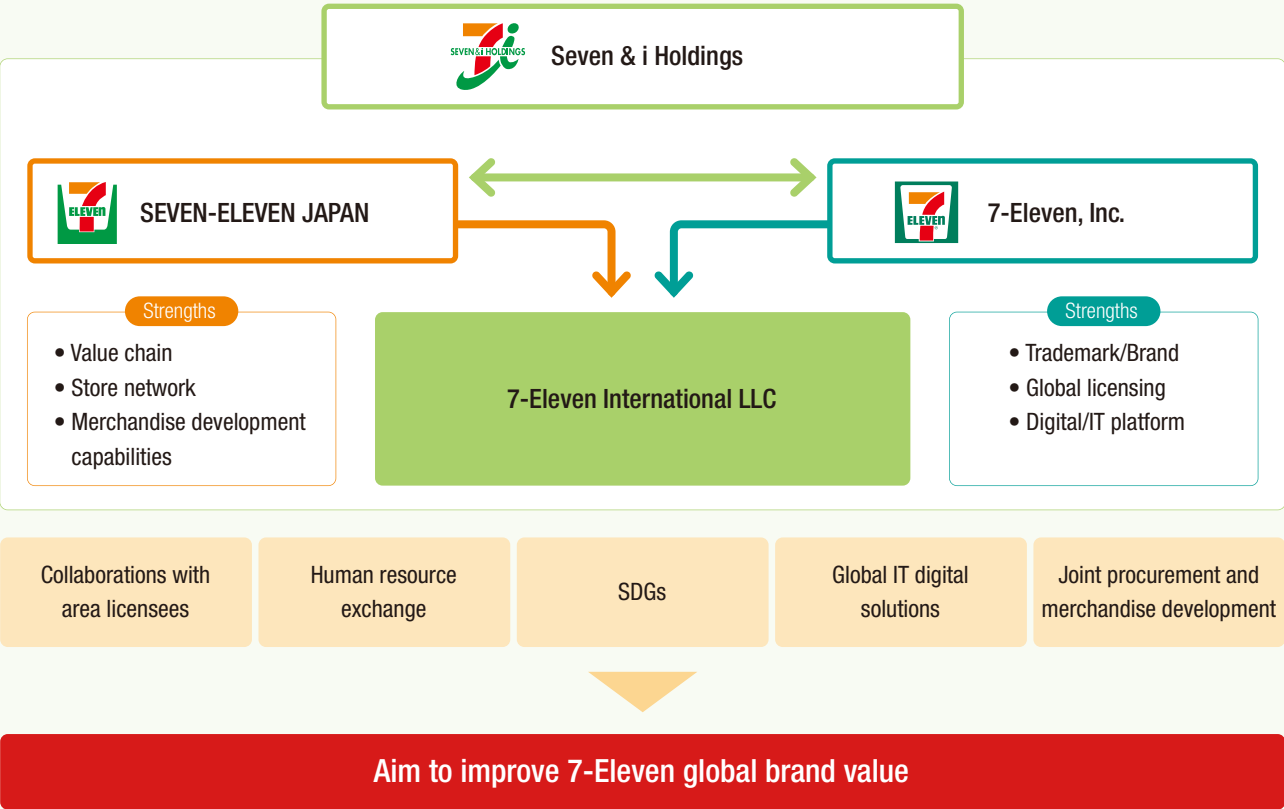 SEVEN & i HOLDINGS
Seven & i Holdings
ELEVEN
SEVEN-ELEVEN JAPAN
ELEVEN
7-Eleven, Inc.
Strengths
• Value chain
• Store network
• Merchandise development
capabilities
7-Eleven International LLC
Strengths
• Trademark/Brand
• Global licensing
• Digital/IT platform
Collaborations with
area licensees
Human resource
exchange
SDGs
Global IT digital
solutions
Joint procurement and
merchandise development
Aim to improve 7-Eleven global brand value